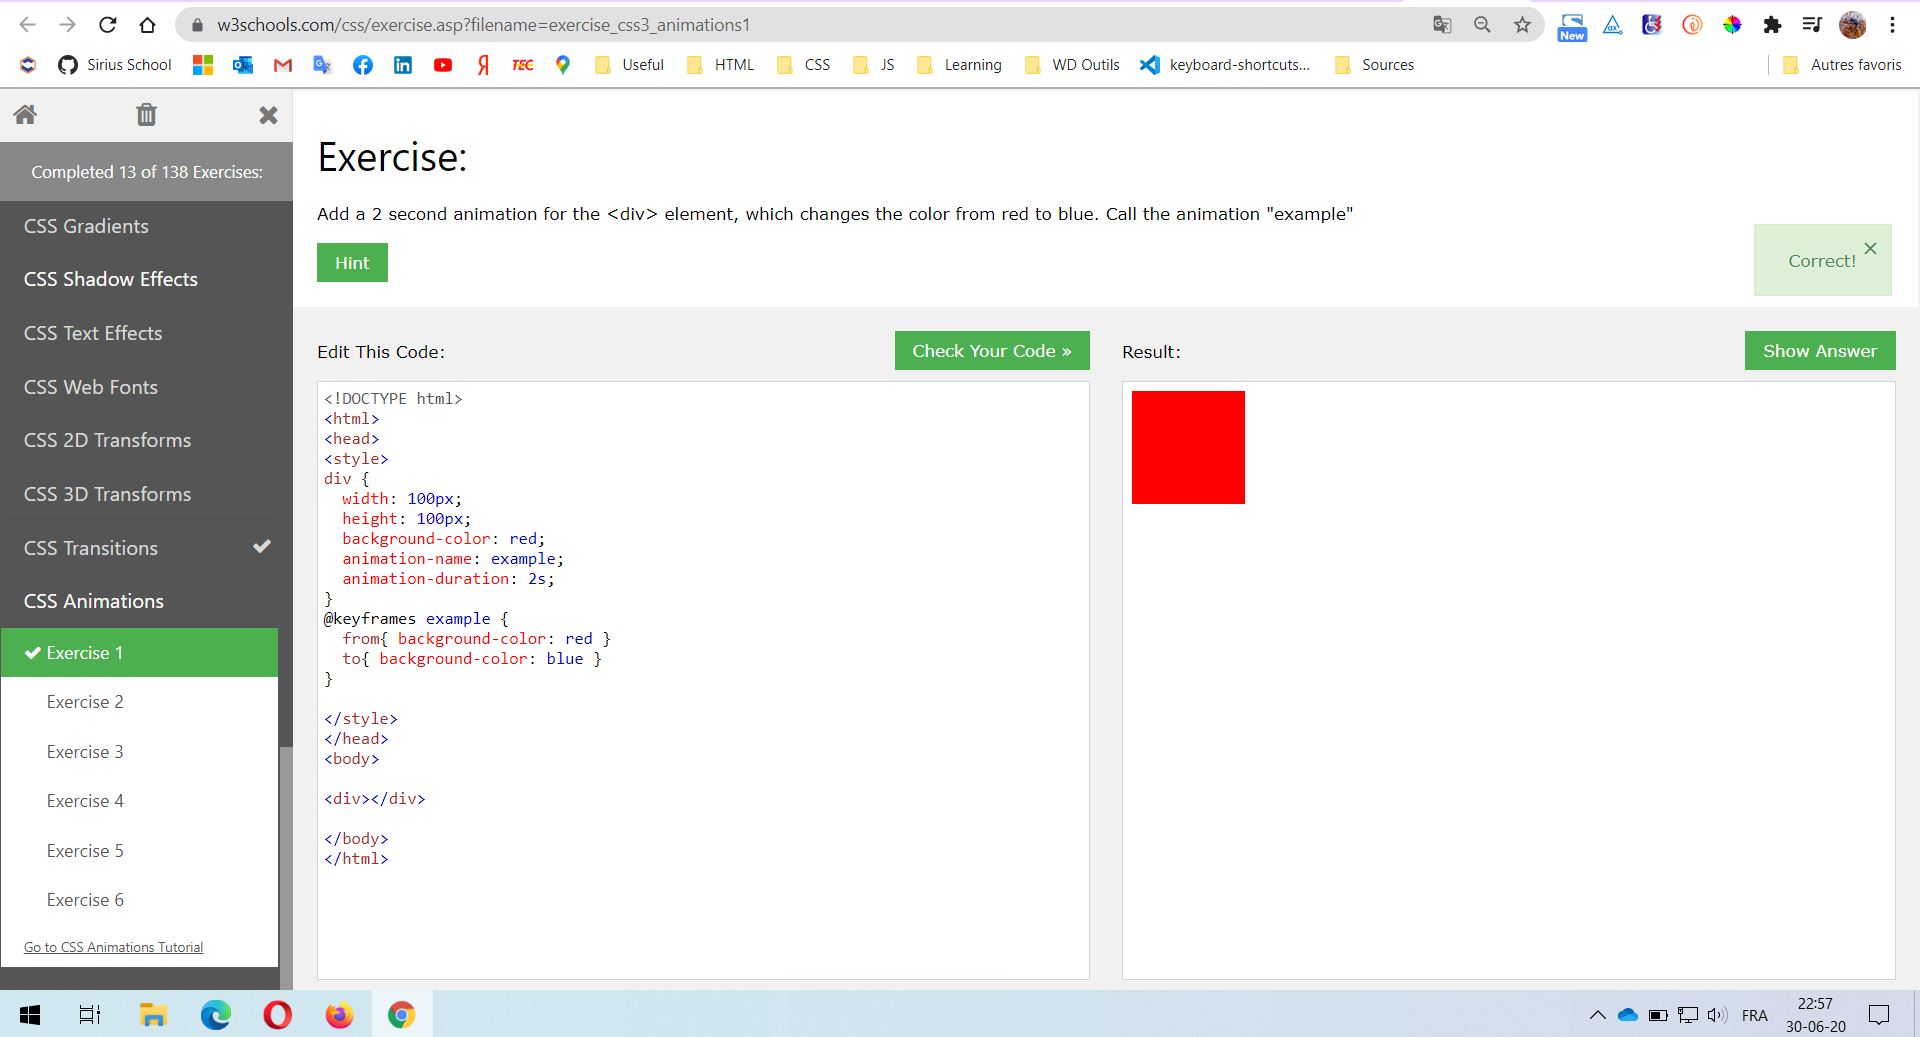 w3schools.com/css/exercise.asp?filename=exercise_css3_animations1
New
Sirius School
TEC
Useful
HTML
CSS
JS
Learning
WD Outils
keyboard-shortcuts...
Sources
Autres favoris
Completed 13 of 138 Exercises:
CSS Gradients
CSS Shadow Effects
CSS Text Effects
CSS Web Fonts
CSS 2D Transforms
CSS 3D Transforms
CSS Transitions
CSS Animations
Exercise 1
Exercise 2
Exercise 3
Exercise 4
Exercise 5
Exercise 6
Go to CSS Animations Tutorial
Exercise:
Add a 2 second animation for the <div> element, which changes the color from red to blue. Call the animation "example"
Hint
Correct!
Edit This Code:
Check Your Code »
<!DOCTYPE html>
<html>
<head>
<style>
div {
  width: 100px;
  height: 100px;
  background-color: red;
  animation-name: example;
  animation-duration: 2s;
}
@keyframes example {
  from{ background-color: red }
  to{ background-color: blue }
}
</style>
</head>
<body>
<div></div>
</body>
</html>
Result:
Show Answer
FRA
22:57
30-06-20